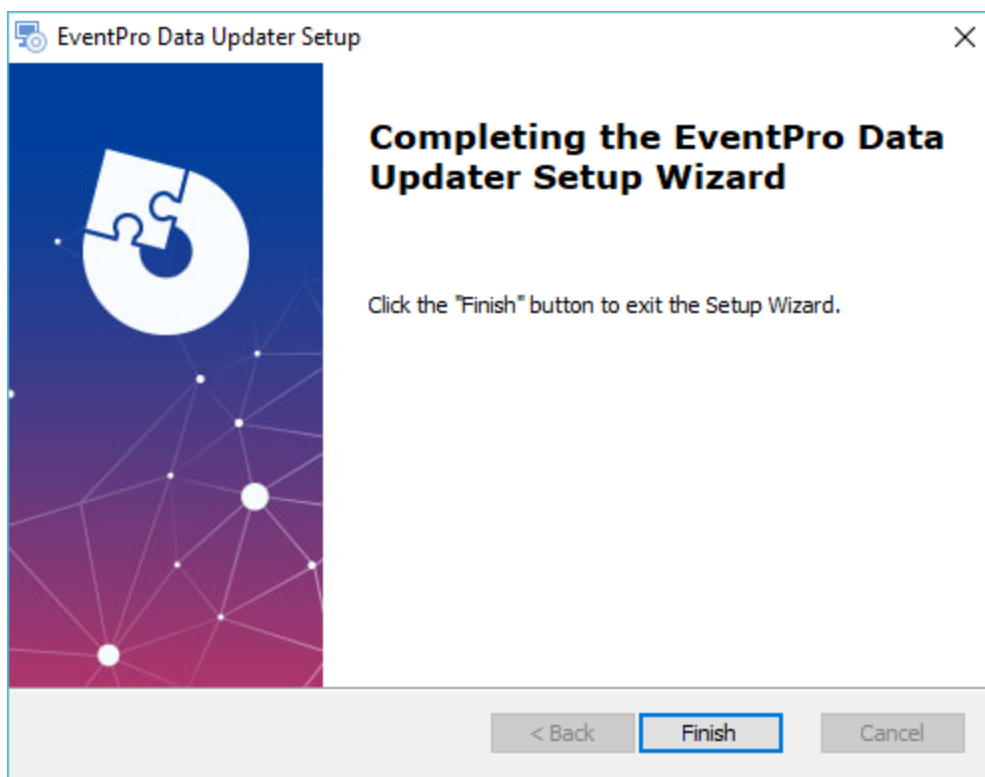 EventPro Data Updater Setup
Completing the EventPro Data
Updater Setup Wizard
Click the "Finish" button to exit the Setup Wizard.
< Back
Finish
Cancel